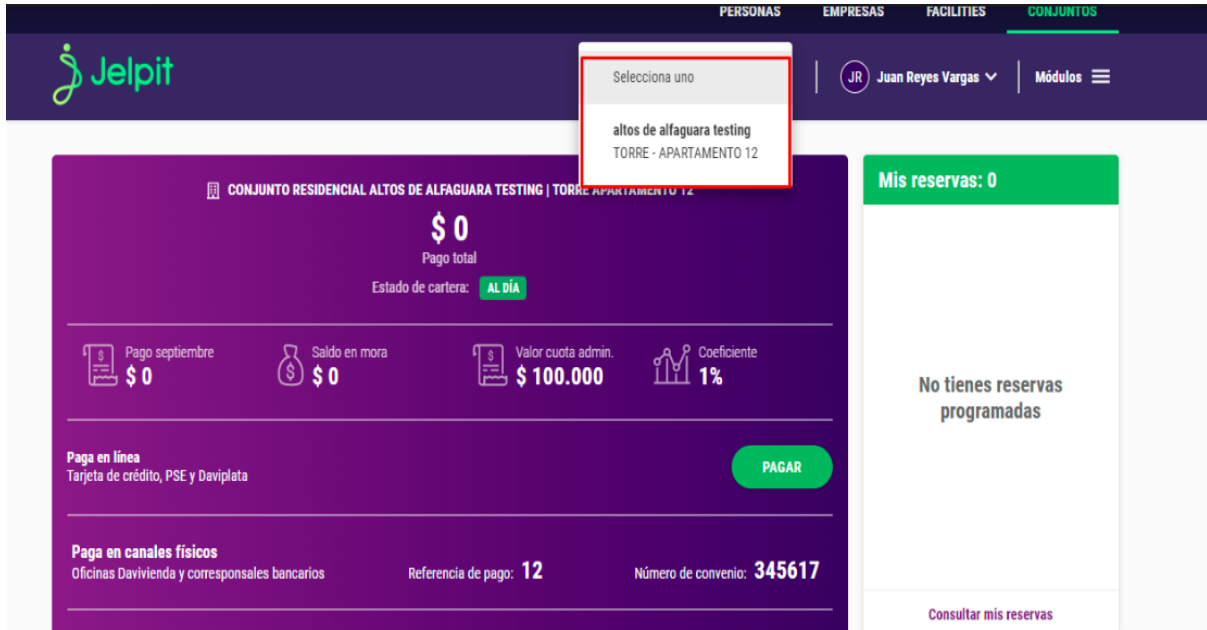 PERSONAS EMPRESAS FACILITIES CONJUNTOS
Jelpit
Selecciona uno
JR Juan Reyes Vargas Módulos
altos de alfaguara testing
TORRE - APARTAMENTO 12
CONJUNTO RESIDENCIAL ALTOS DE ALFAGUARA TESTING | TORRE APARTAMENTO 12
$ 0
Pago total
Estado de cartera: AL DÍA
Pago septiembre
$ 0
Saldo en mora
$ 0
Valor cuota admin.
$ 100.000
Coeficiente
1%
Paga en línea
Tarjeta de crédito, PSE y Daviplata
PAGAR
Paga en canales físicos
Oficinas Davivienda y corresponsales bancarios
Referencia de pago: 12
Número de convenio: 345617
Mis reservas: 0
No tienes reservas
programadas
Consultar mis reservas